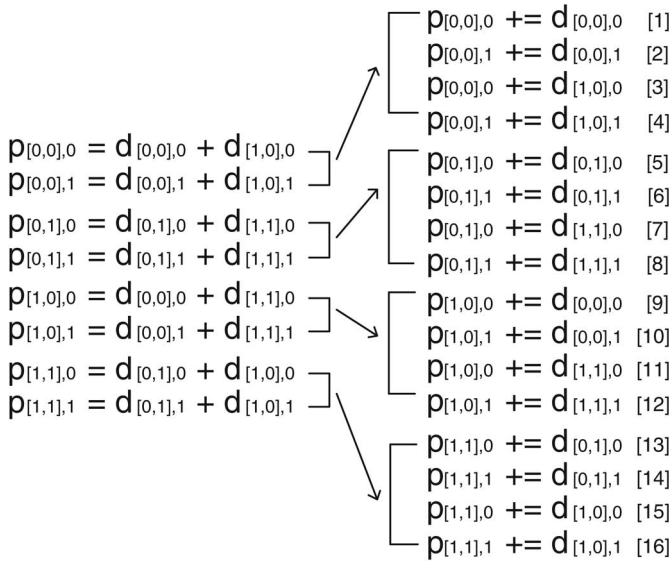 p[0,0],0 = d[0,0],0 + d[1,0],0
p[0,0],1 = d[0,0],1 + d[1,0],1
p[0,1],0 = d[0,1],0 + d[1,1],0
p[0,1],1 = d[0,1],1 + d[1,1],1
p[1,0],0 = d[0,0],0 + d[1,1],0
p[1,0],1 = d[0,0],1 + d[1,1],1
p[1,1],0 = d[0,1],0 + d[1,0],0
p[1,1],1 = d[0,1],1 + d[1,0],1
p[0,0],0 += d[0,0],0 [1]
p[0,0],1 += d[0,0],1 [2]
p[0,0],0 += d[1,0],0 [3]
p[0,0],1 += d[1,0],1 [4]
p[0,1],0 += d[0,1],0 [5]
p[0,1],1 += d[0,1],1 [6]
p[0,1],0 += d[1,1],0 [7]
p[0,1],1 += d[1,1],1 [8]
p[1,0],0 += d[0,0],0 [9]
p[1,0],1 += d[0,0],1 [10]
p[1,0],0 += d[1,1],0 [11]
p[1,0],1 += d[1,1],1 [12]
p[1,1],0 += d[0,1],0 [13]
p[1,1],1 += d[0,1],1 [14]
p[1,1],0 += d[1,0],0 [15]
p[1,1],1 += d[1,0],1 [16]